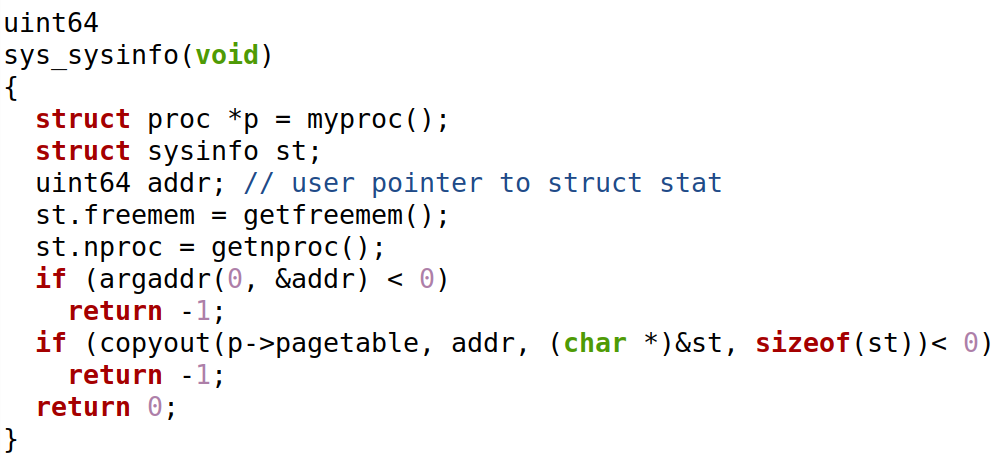 uint64
sys_sysinfo(void)
{
  struct proc *p = myproc();
  struct sysinfo st;
  uint64 addr; // user pointer to struct stat
  st.freemem = getfreemem();
  st.nproc = getnproc();
  if (argaddr(0, &addr) < 0)
    return -1;
  if (copyout(p->pagetable, addr, (char *)&st, sizeof(st))< 0)
    return -1;
  return 0;
}